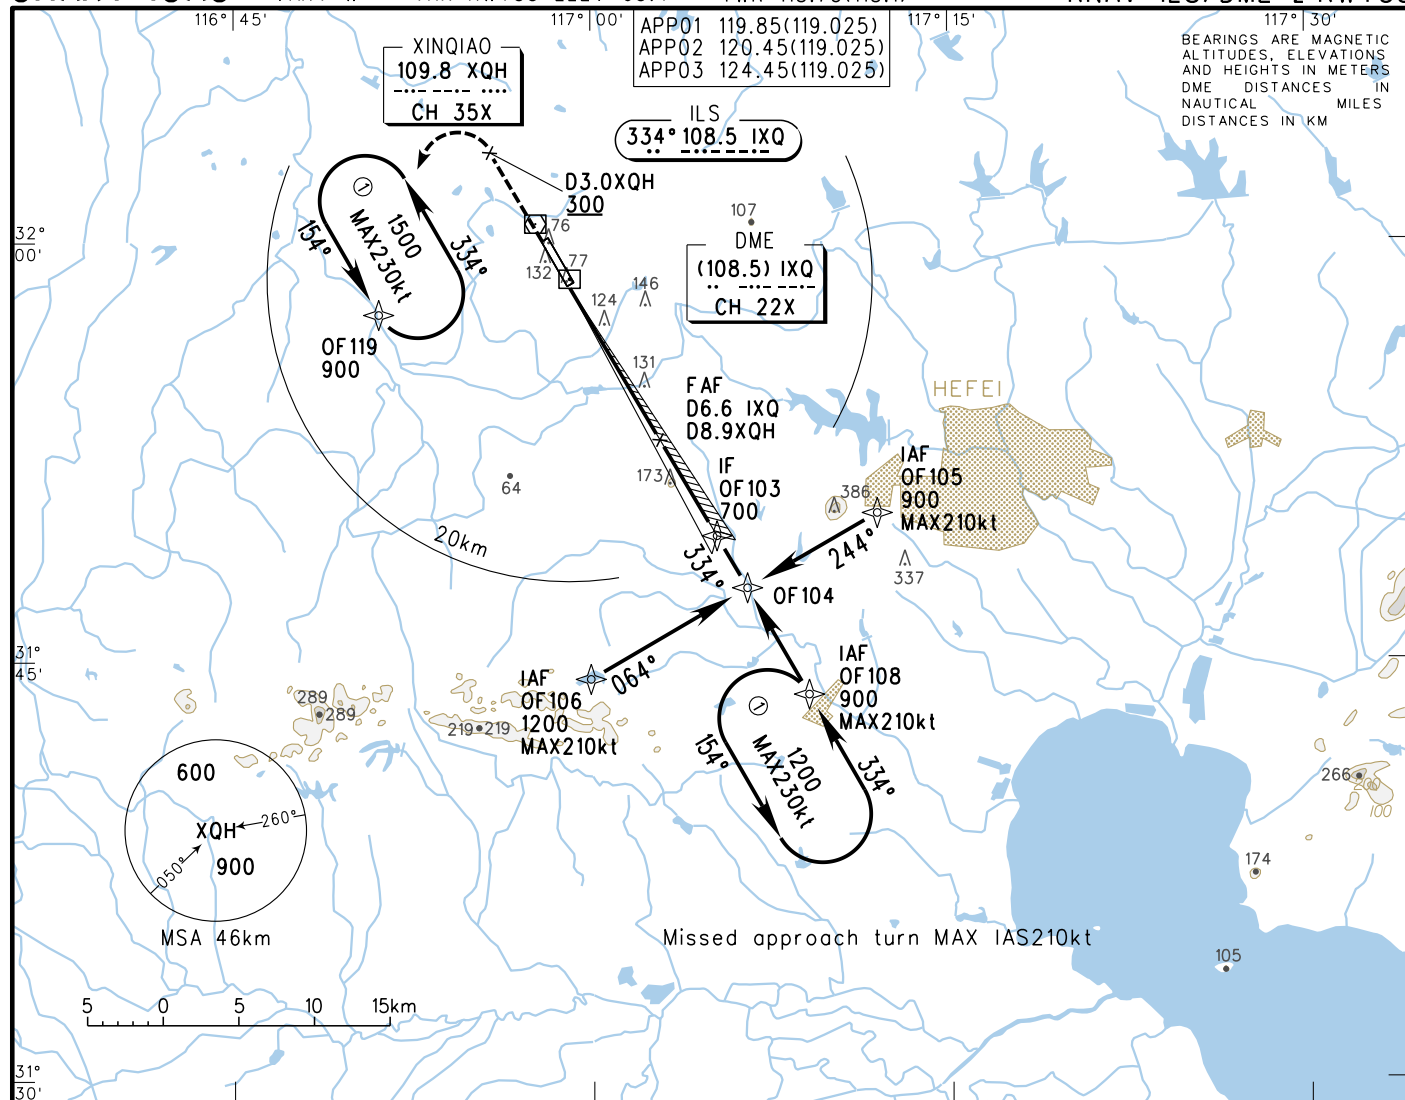 116°45'
117°00'
117°15'
117°30'
XINQIAO
109.8 XQH
CH 35X
APP01 119.85(119.025)
APP02 120.45(119.025)
APP03 124.45(119.025)
BEARINGS ARE MAGNETIC
ALTITUDES, ELEVATIONS
AND HEIGHTS IN METERS
DME DISTANCES IN
NAUTICAL MILES
DISTANCES IN KM
ILS
334° 108.5 IXQ
D3.0XQH
300
1
1500
MAX230kt
154°
334°
32°
00'
76
107
DME
(108.5) IXQ
CH 22X
132
77
146
124
OF119
900
131
FAF
D6.6 IXQ
D8.9XQH
HEFEI
IF
OF103
700
173
64
386
IAF
OF105
900
MAX210kt
20km
334°
244°
337
OF104
31°
45'
IAF
OF106
1200
MAX210kt
064°
IAF
OF108
900
MAX210kt
289
289
219
219
1
1200
MAX230kt
154°
334°
266
200
100
600
XQH
260°
050°
900
MSA 46km
174
Missed approach turn MAX IAS210kt
105
5 0 5 10 15km
31°
30'